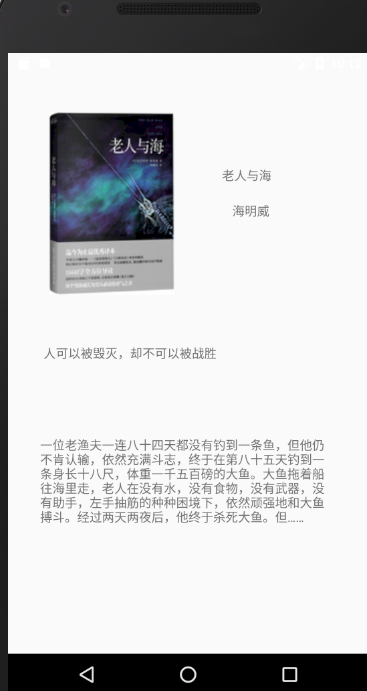 老人与海
老人与海
老人与海
海明威
人可以被毁灭，却不可以被战胜
一位老渔夫一连八十四天都没有钓到一条鱼，但他仍
不肯认输，依然充满斗志，终于在第八十五天钓到一
条身长十八尺，体重一千五百磅的大鱼。大鱼拖着船
往海里走，老人在没有水，没有食物，没有武器，没
有助手，左手抽筋的种种困境下，依然顽强地和大鱼
搏斗。经过两天两夜后，他终于杀死大鱼。但……